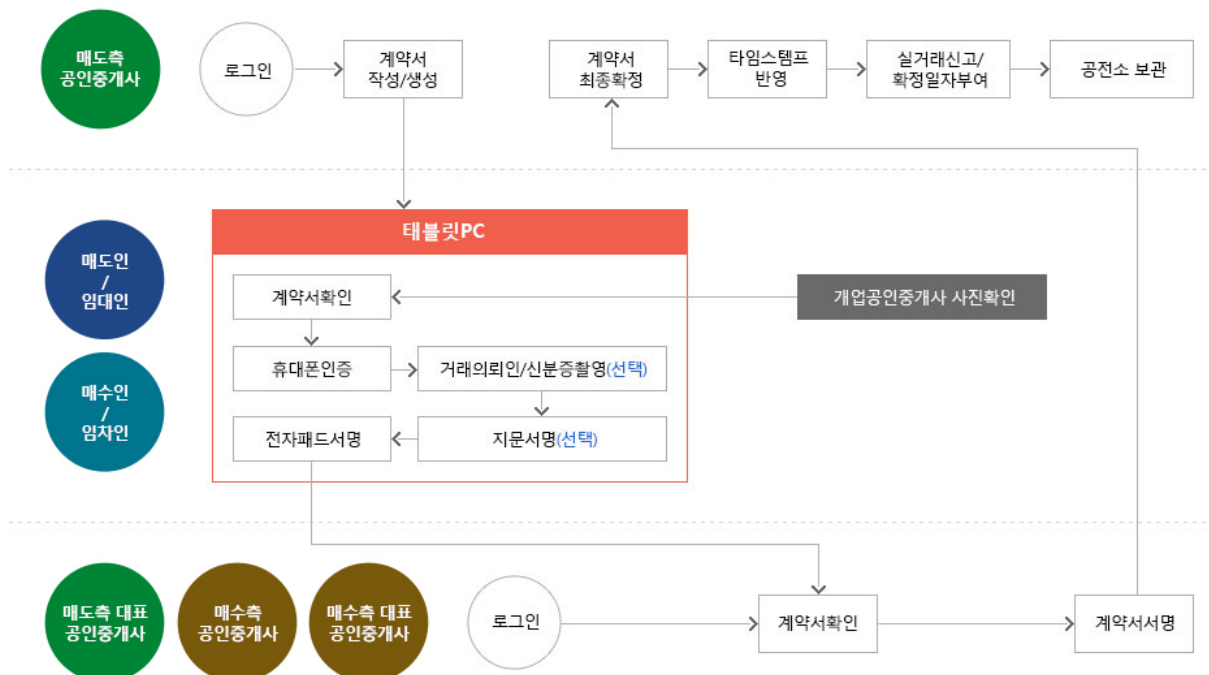 매도측
공인중개사
로그인
계약서
작성/생성
계약서
최종확정
타임스템프
반영
실거래신고/
확정일자부여
공전소 보관
매도인
/
임대인
매수인
/
임차인
태블릿PC
계약서확인
개업공인중개사 사진확인
휴대폰인증
거래의뢰인/신분증촬영(선택)
전자패드서명
지문서명(선택)
매도측 대표
공인중개사
매수측
공인중개사
매수측 대표
공인중개사
로그인
계약서확인
계약서서명